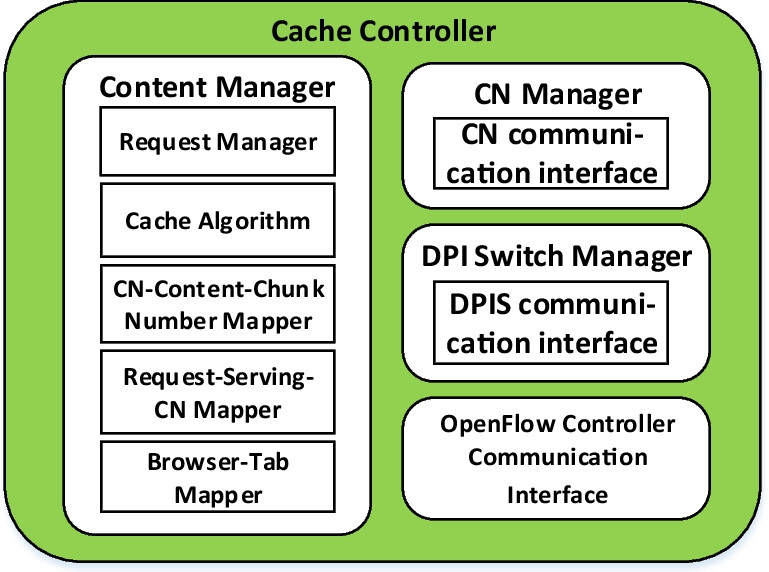 Cache Controller
Content Manager
Request Manager
Cache Algorithm
CN-Content-Chunk
Number Mapper
Request-Serving-
CN Mapper
Browser-Tab
Mapper
CN Manager
CN communi-
cation interface
DPI Switch Manager
DPIS communi-
cation interface
OpenFlow Controller
Communication
Interface